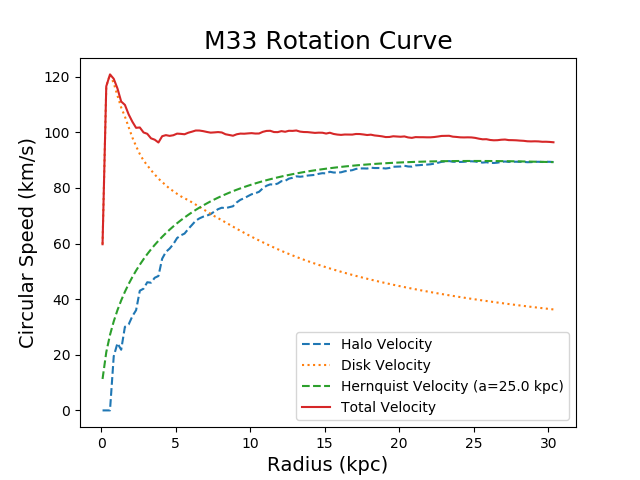 M33 Rotation Curve
Circular Speed (km/s)
120
100
80
60
40
20
0
0 5 10 15 20 25 30
Radius (kpc)
Halo Velocity
Disk Velocity
Hernquist Velocity (a=25.0 kpc)
Total Velocity